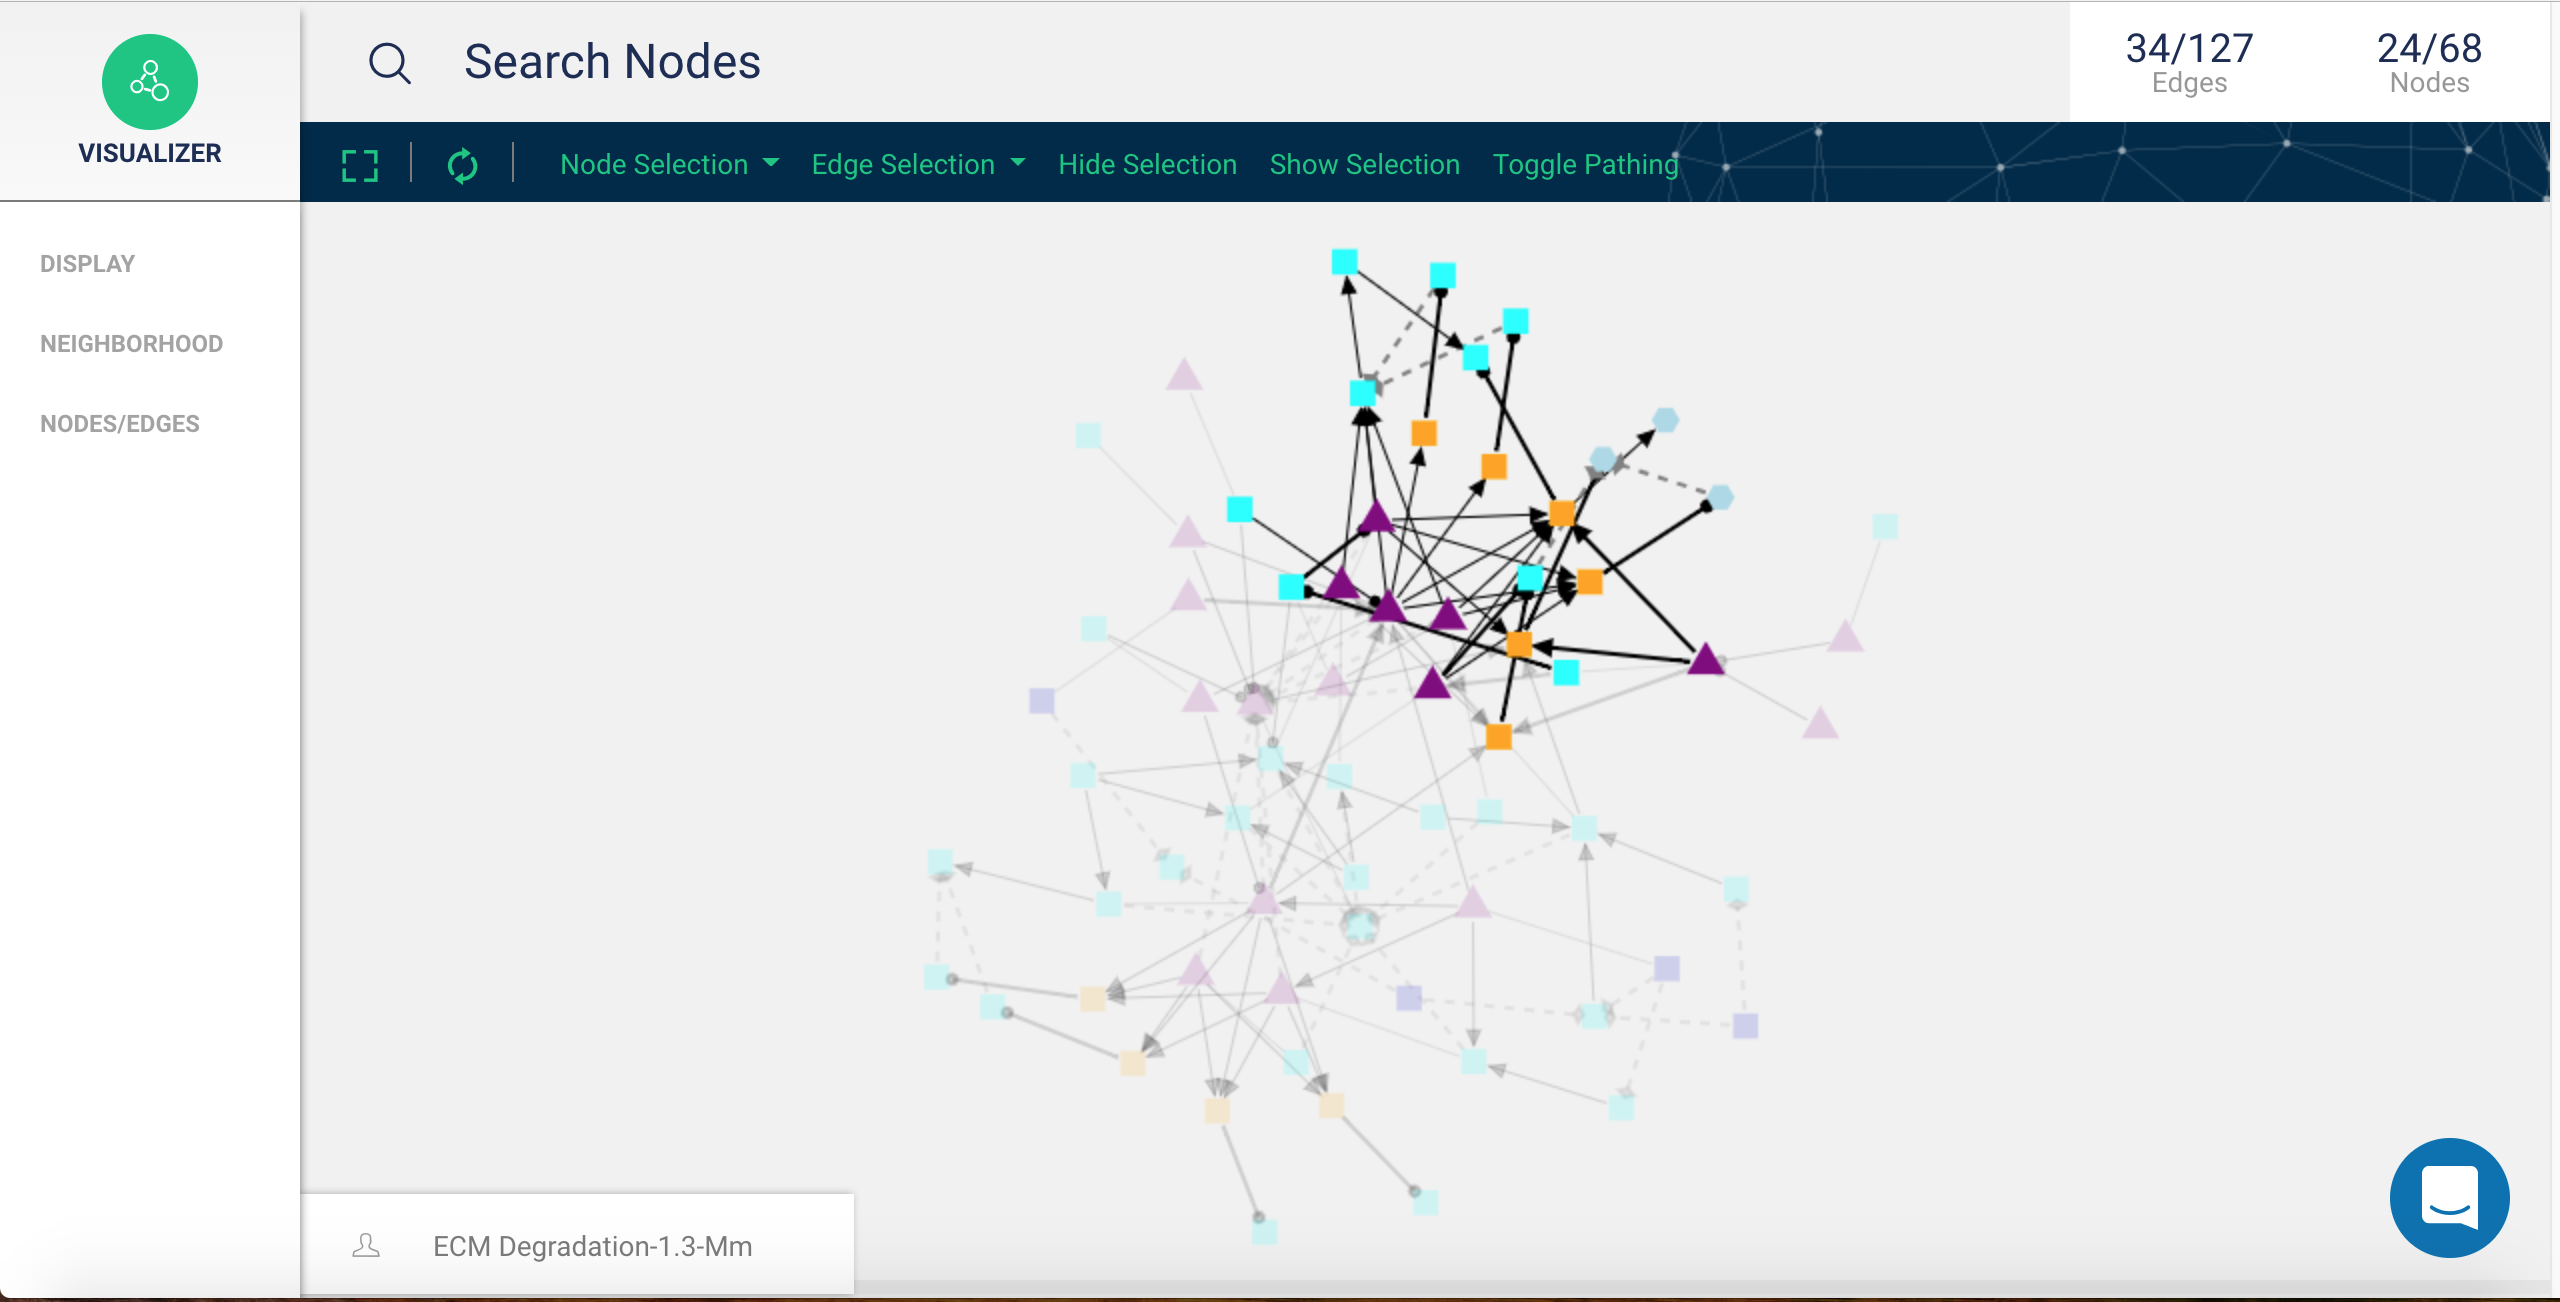 VISUALIZER
Search Nodes
34/127
Edges
24/68
Nodes
Node Selection
Edge Selection
Hide Selection
Show Selection
Toggle Pathing
DISPLAY
NEIGHBORHOOD
NODES/EDGES
ECM Degradation-1.3-Mm